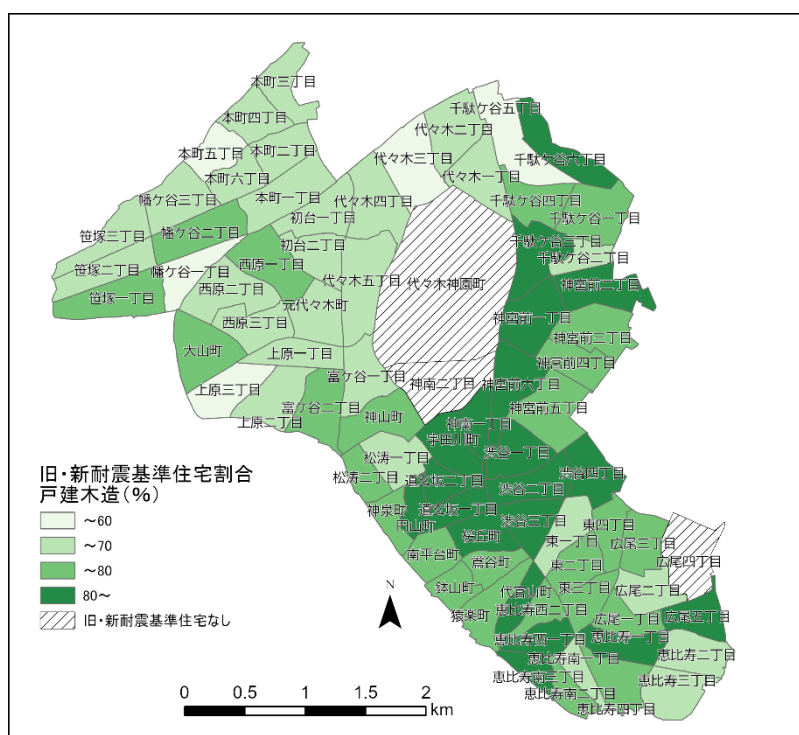 本町三丁目
本町四丁目
千駄ケ谷五丁目
代々木二丁目
本町五丁目
本町二丁目
代々木三丁目
千駄ケ谷六丁目
本町六丁目
代々木一丁目
幡ケ谷三丁目
本町一丁目
代々木四丁目
千駄ケ谷四丁目
初台一丁目
千駄ケ谷一丁目
笹塚三丁目
幡ケ谷二丁目
初台二丁目
千駄ケ谷三丁目
千駄ケ谷二丁目
笹塚二丁目
幡ケ谷一丁目
西原一丁目
代々木五丁目
代々木神園町
神宮前二丁目
笹塚一丁目
西原二丁目
元代々木町
神宮前一丁目
西原三丁目
神宮前三丁目
大山町
上原一丁目
神宮前四丁目
富ケ谷一丁目
神南二丁目
神宮前六丁目
上原三丁目
富ケ谷二丁目
神宮前五丁目
上原二丁目
神山町
神南一丁目
宇田川町
松涛一丁目
渋谷一丁目
松涛二丁目
道玄坂二丁目
渋谷四丁目
渋谷二丁目
神泉町
道玄坂一丁目
円山町
渋谷三丁目
東四丁目
桜丘町
東一丁目
広尾三丁目
南平台町
鶯谷町
東二丁目
広尾四丁目
鉢山町
代官山町
東三丁目
広尾二丁目
猿楽町
恵比寿西二丁目
広尾一丁目
広尾五丁目
恵比寿西一丁目
恵比寿一丁目
恵比寿南一丁目
恵比寿二丁目
恵比寿南三丁目
恵比寿三丁目
恵比寿南二丁目
恵比寿四丁目
旧・新耐震基準住宅割合
戸建木造(%)
～60
～70
～80
80～
旧・新耐震基準住宅なし
N
0 0.5 1 1.5 2
km